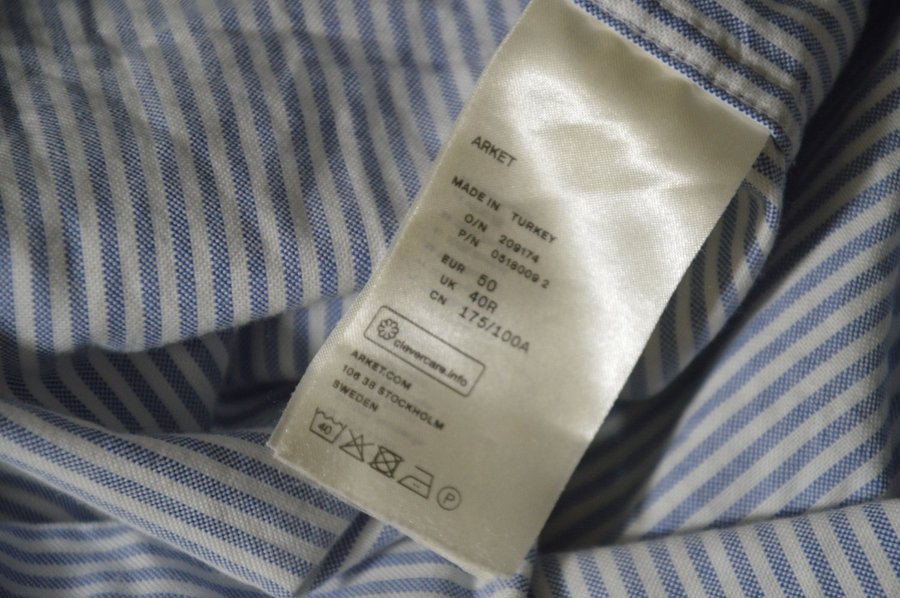 ARKET
MADE IN TURKEY
O/N 209174
P/N 0518009 2
EUR 50
UK 40R
CN 175/100A
clevercare.info
ARKET.COM
106 38 STOCKHOLM
SWEDEN
40
P